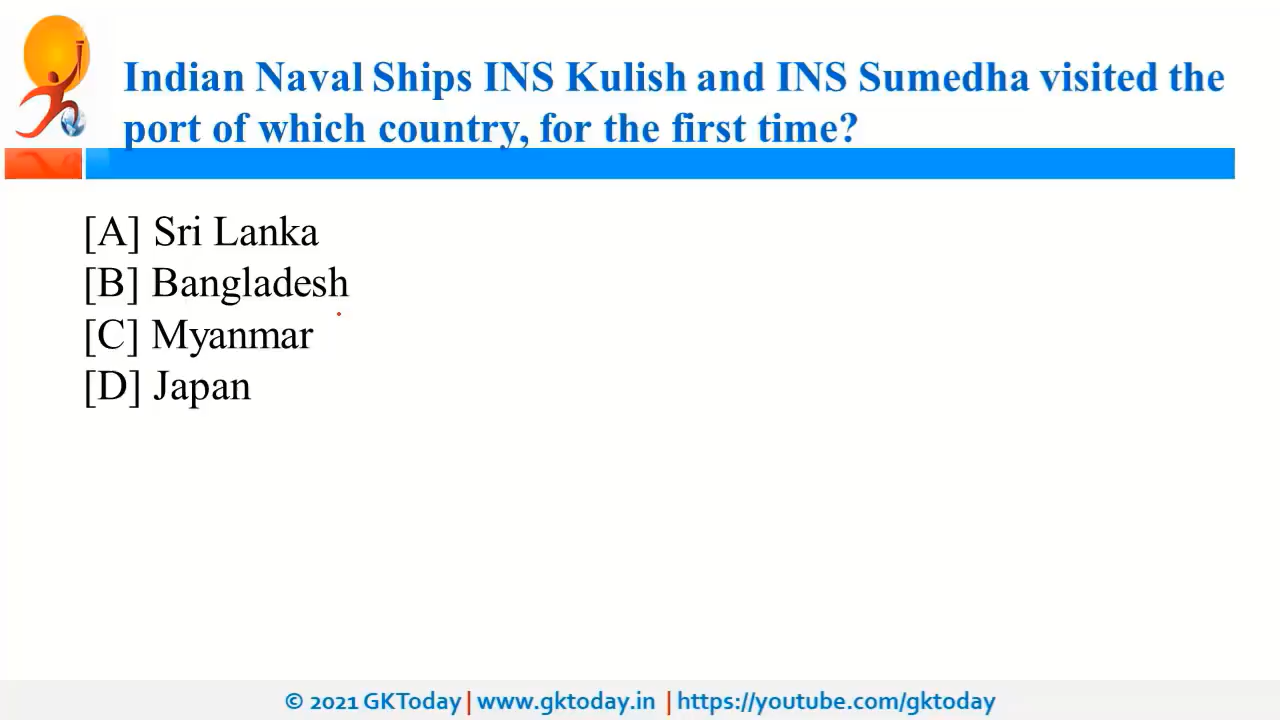 Indian Naval Ships INS Kulish and INS Sumedha visited the
port of which country, for the first time?
[A] Sri Lanka
[B] Bangladesh
[C] Myanmar
[D] Japan
© 2021 GKToday | www.gktoday.in | https://youtube.com/gktoday